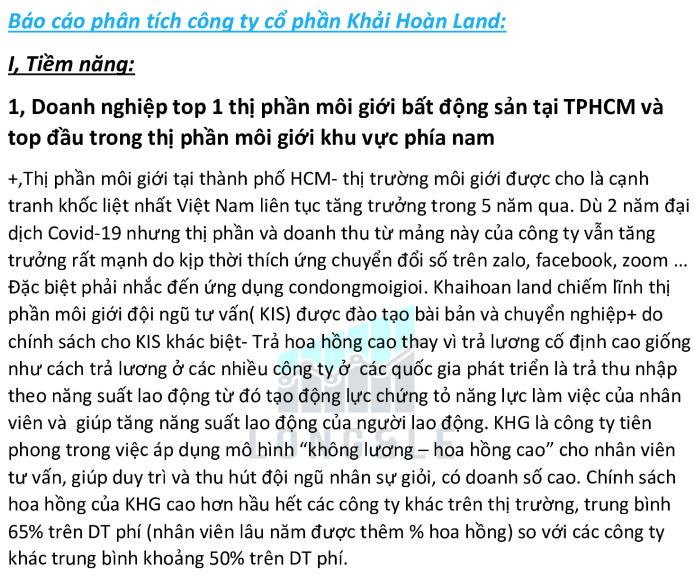 Báo cáo phân tích công ty cổ phần Khải Hoàn Land:
I, Tiềm năng:
1, Doanh nghiệp top 1 thị phần môi giới bất động sản tại TPHCM và
top đầu trong thị phần môi giới khu vực phía nam
+,Thị phần môi giới tại thành phố HCM- thị trường môi giới được cho là cạnh
tranh khốc liệt nhất Việt Nam liên tục tăng trưởng trong 5 năm qua. Dù 2 năm đại
dịch Covid-19 nhưng thị phần và doanh thu từ mảng này của công ty vẫn tăng
trưởng rất mạnh do kịp thời thích ứng chuyển đổi số trên zalo, facebook, zoom ...
Đặc biệt phải nhắc đến ứng dụng condongmoigioi. Khaihoan land chiếm lĩnh thị
phần môi giới đội ngũ tư vấn( KIS) được đào tạo bài bản và chuyển nghiệp+ do
chính sách cho KIS khác biệt- Trả hoa hồng cao thay vì trả lương cố định cao giống
như cách trả lương ở các nhiều công ty ở các quốc gia phát triển là trả thu nhập
theo năng suất lao động từ đó tạo động lực chứng tỏ năng lực làm việc của nhân
viên và giúp tăng năng suất lao động của người lao động. KHG là công ty tiên
LONG&LE
phong trong việc áp dụng mô hình “không lương – hoa hồng cao” cho nhân viên
tư vấn, giúp duy trì và thu hút đội ngũ nhân sự giỏi, có doanh số cao. Chính sách
hoa hồng của KHG cao hơn hầu hết các công ty khác trên thị trường, trung bình
65% trên DT phí (nhân viên lâu năm được thêm % hoa hồng) so với các công ty
khác trung bình khoảng 50% trên DT phí.